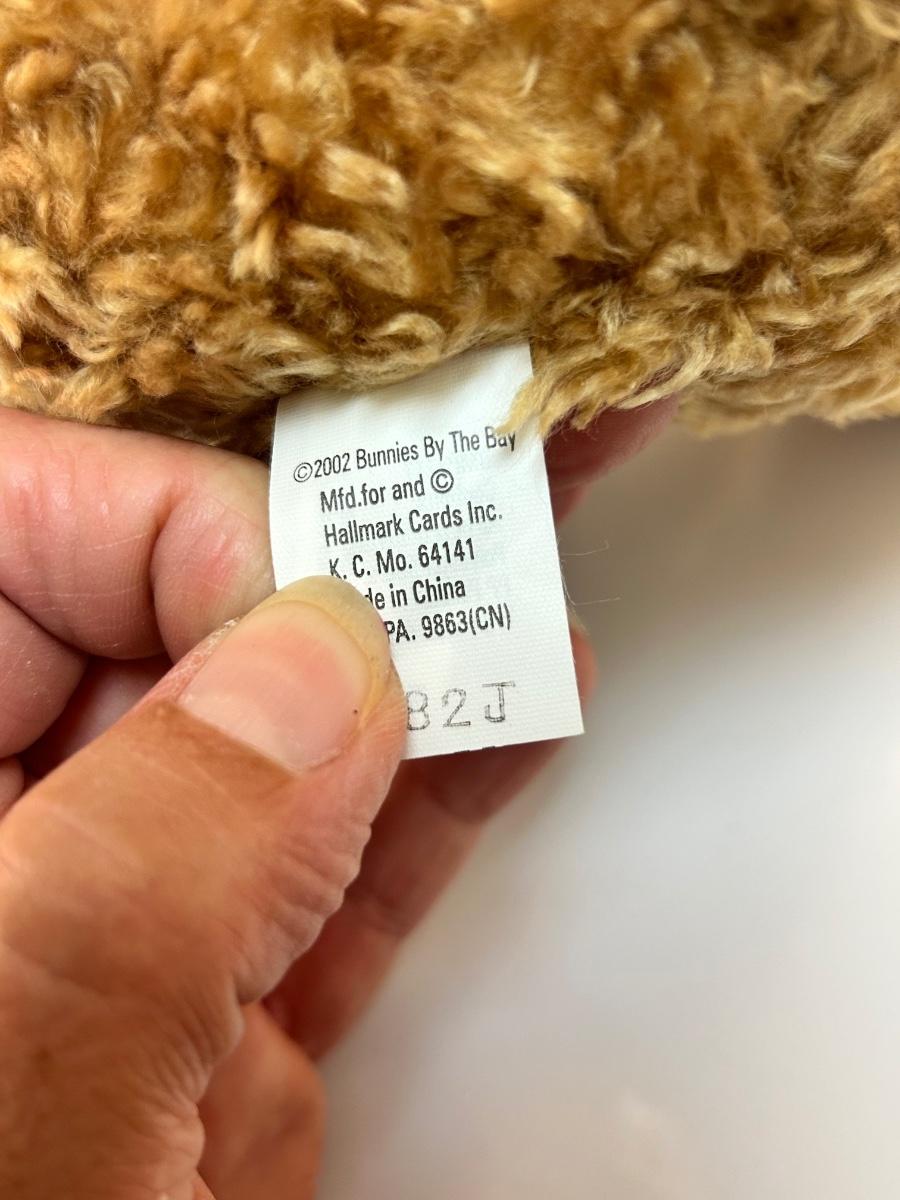 ©2002 Bunnies By The Bay
Mfd.for and ©
Hallmark Cards Inc.
K. C. Mo. 64141
in China
PA. 9863(CN)
82J